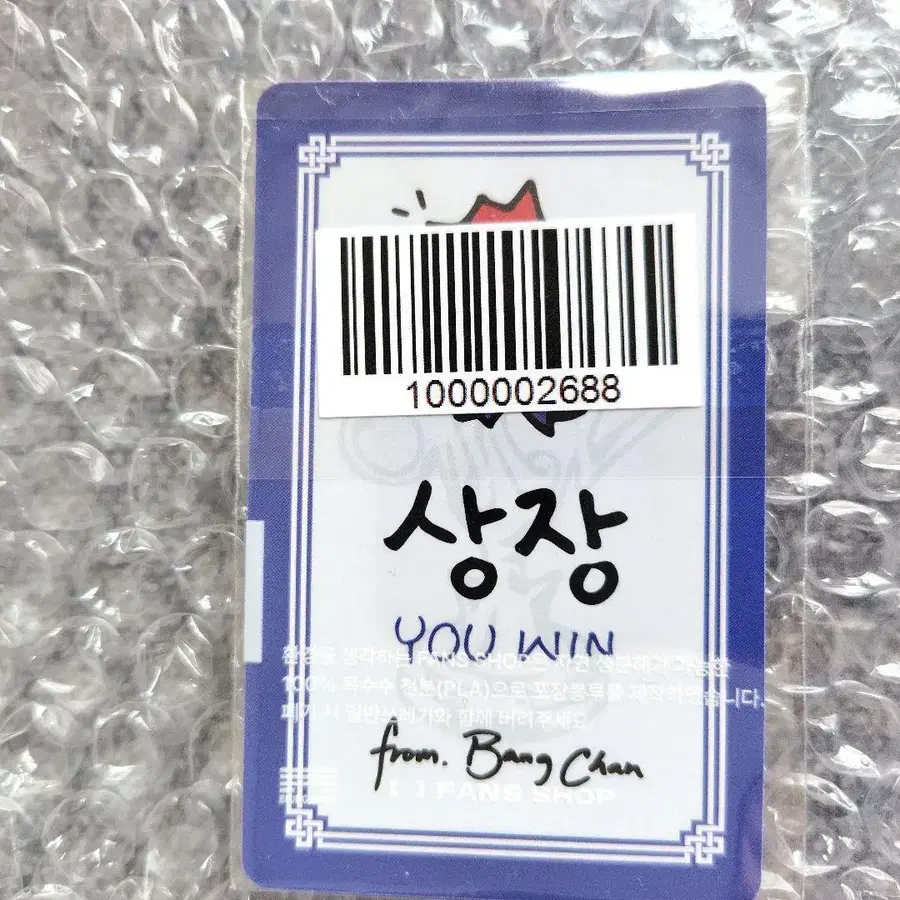 1000002688
상장
YOU WIN
환경을 생각하는 FANS SHOP은 자연 생분해가 가능한
100% 옥수수 전분(PLA)으로 포장봉투를 제작하였습니다.
폐기 시 일반쓰레기와 함께 버려주세요
from. Bang Chan
[ ] FANS SHOP